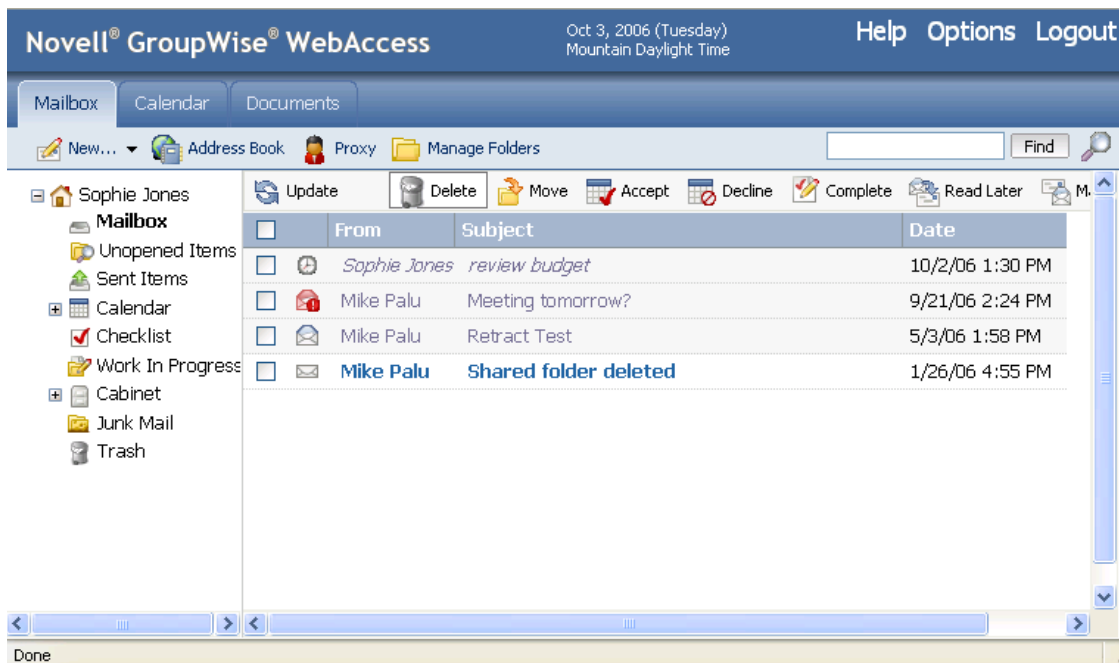 Novell® GroupWise® WebAccess
Oct 3, 2006 (Tuesday)
Mountain Daylight Time
Help Options Logout
Mailbox Calendar Documents
New... Address Book Proxy Manage Folders Find
Sophie Jones
Mailbox
Unopened Items
Sent Items
Calendar
Checklist
Work In Progress
Cabinet
Junk Mail
Trash
Update Delete Move Accept Decline Complete Read Later
From Subject Date
Sophie Jones review budget 10/2/06 1:30 PM
Mike Palu Meeting tomorrow? 9/21/06 2:24 PM
Mike Palu Retract Test 5/3/06 1:58 PM
Mike Palu Shared folder deleted 1/26/06 4:55 PM
Done